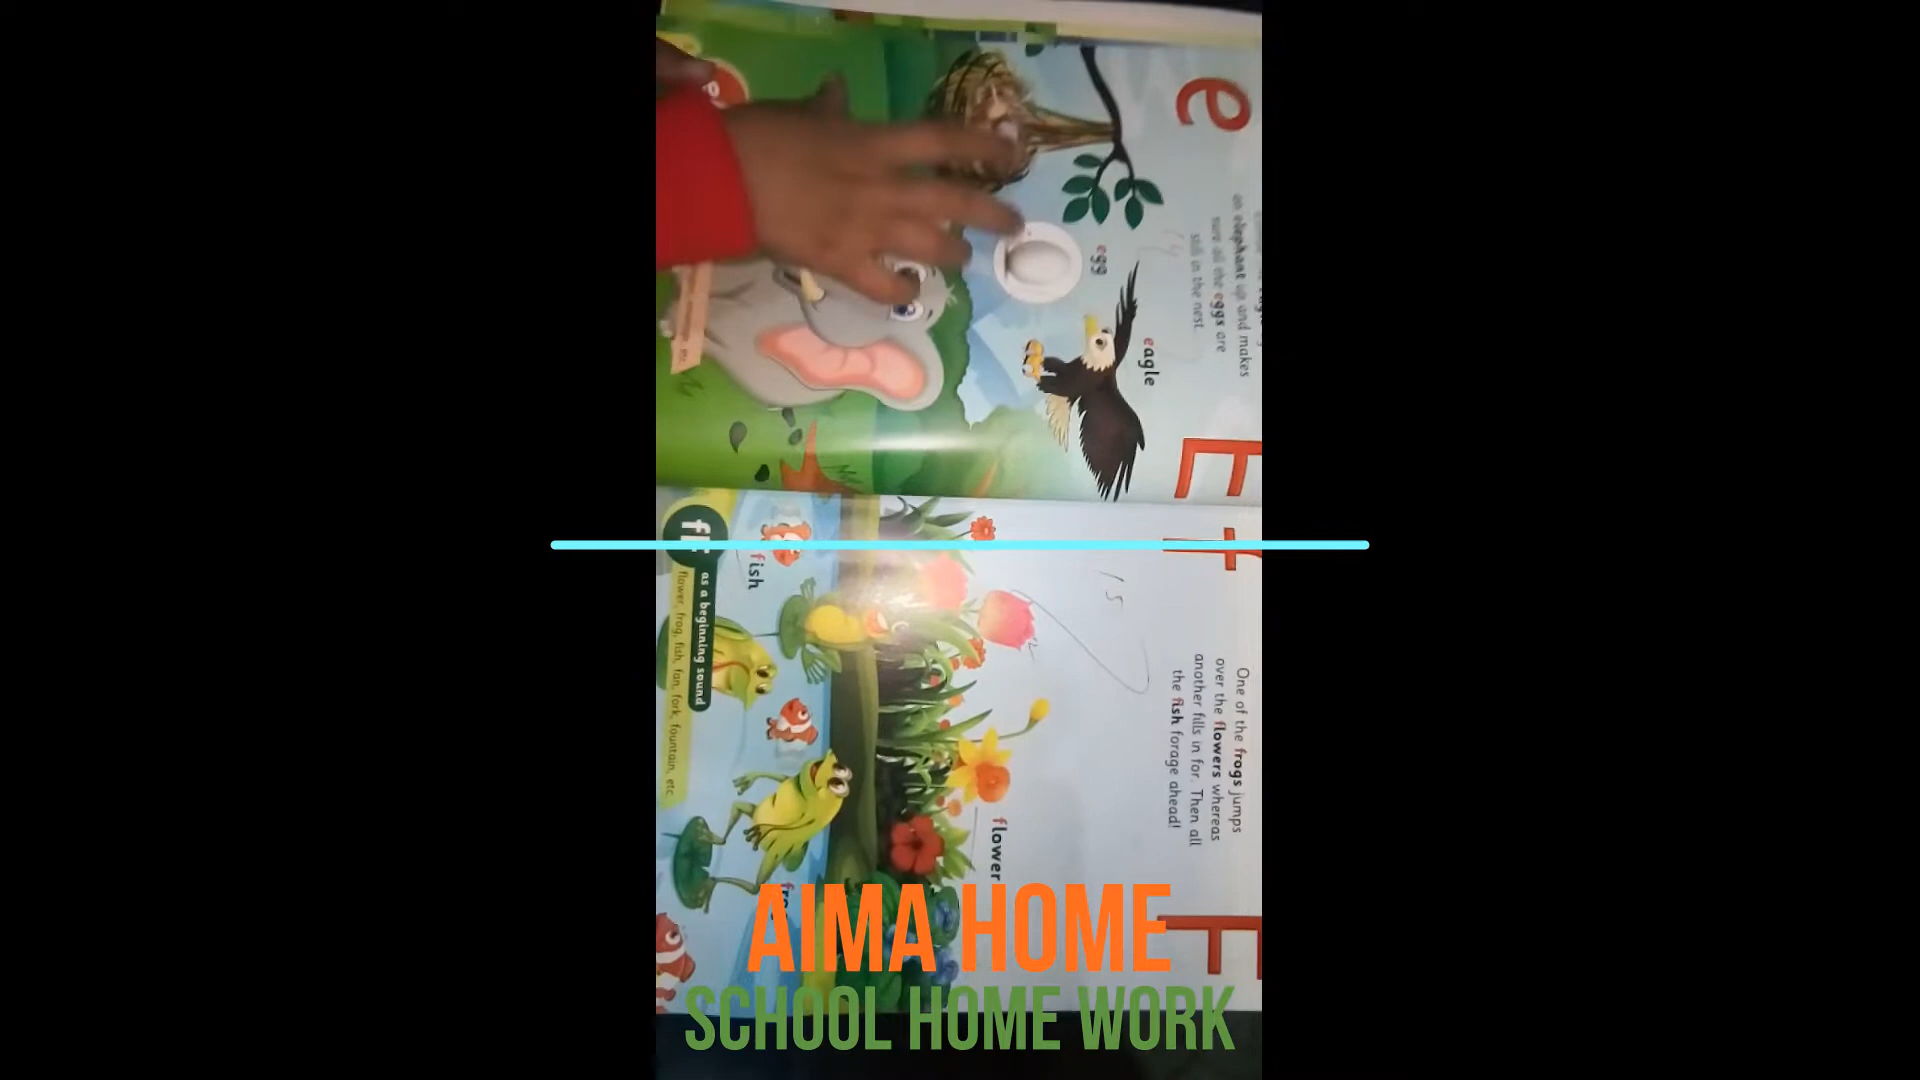 e
an elephant up and makes
sure all the eggs are
still in the nest.
egg
eagle
E
f
15
One of the frogs jumps
over the flowers whereas
another fills in for. Then all
the fish forage ahead!
flower
fish
as a beginning sound
flower, frog, fish, fan, fork, fountain, etc.
F
AIMA HOME
SCHOOL HOME WORK